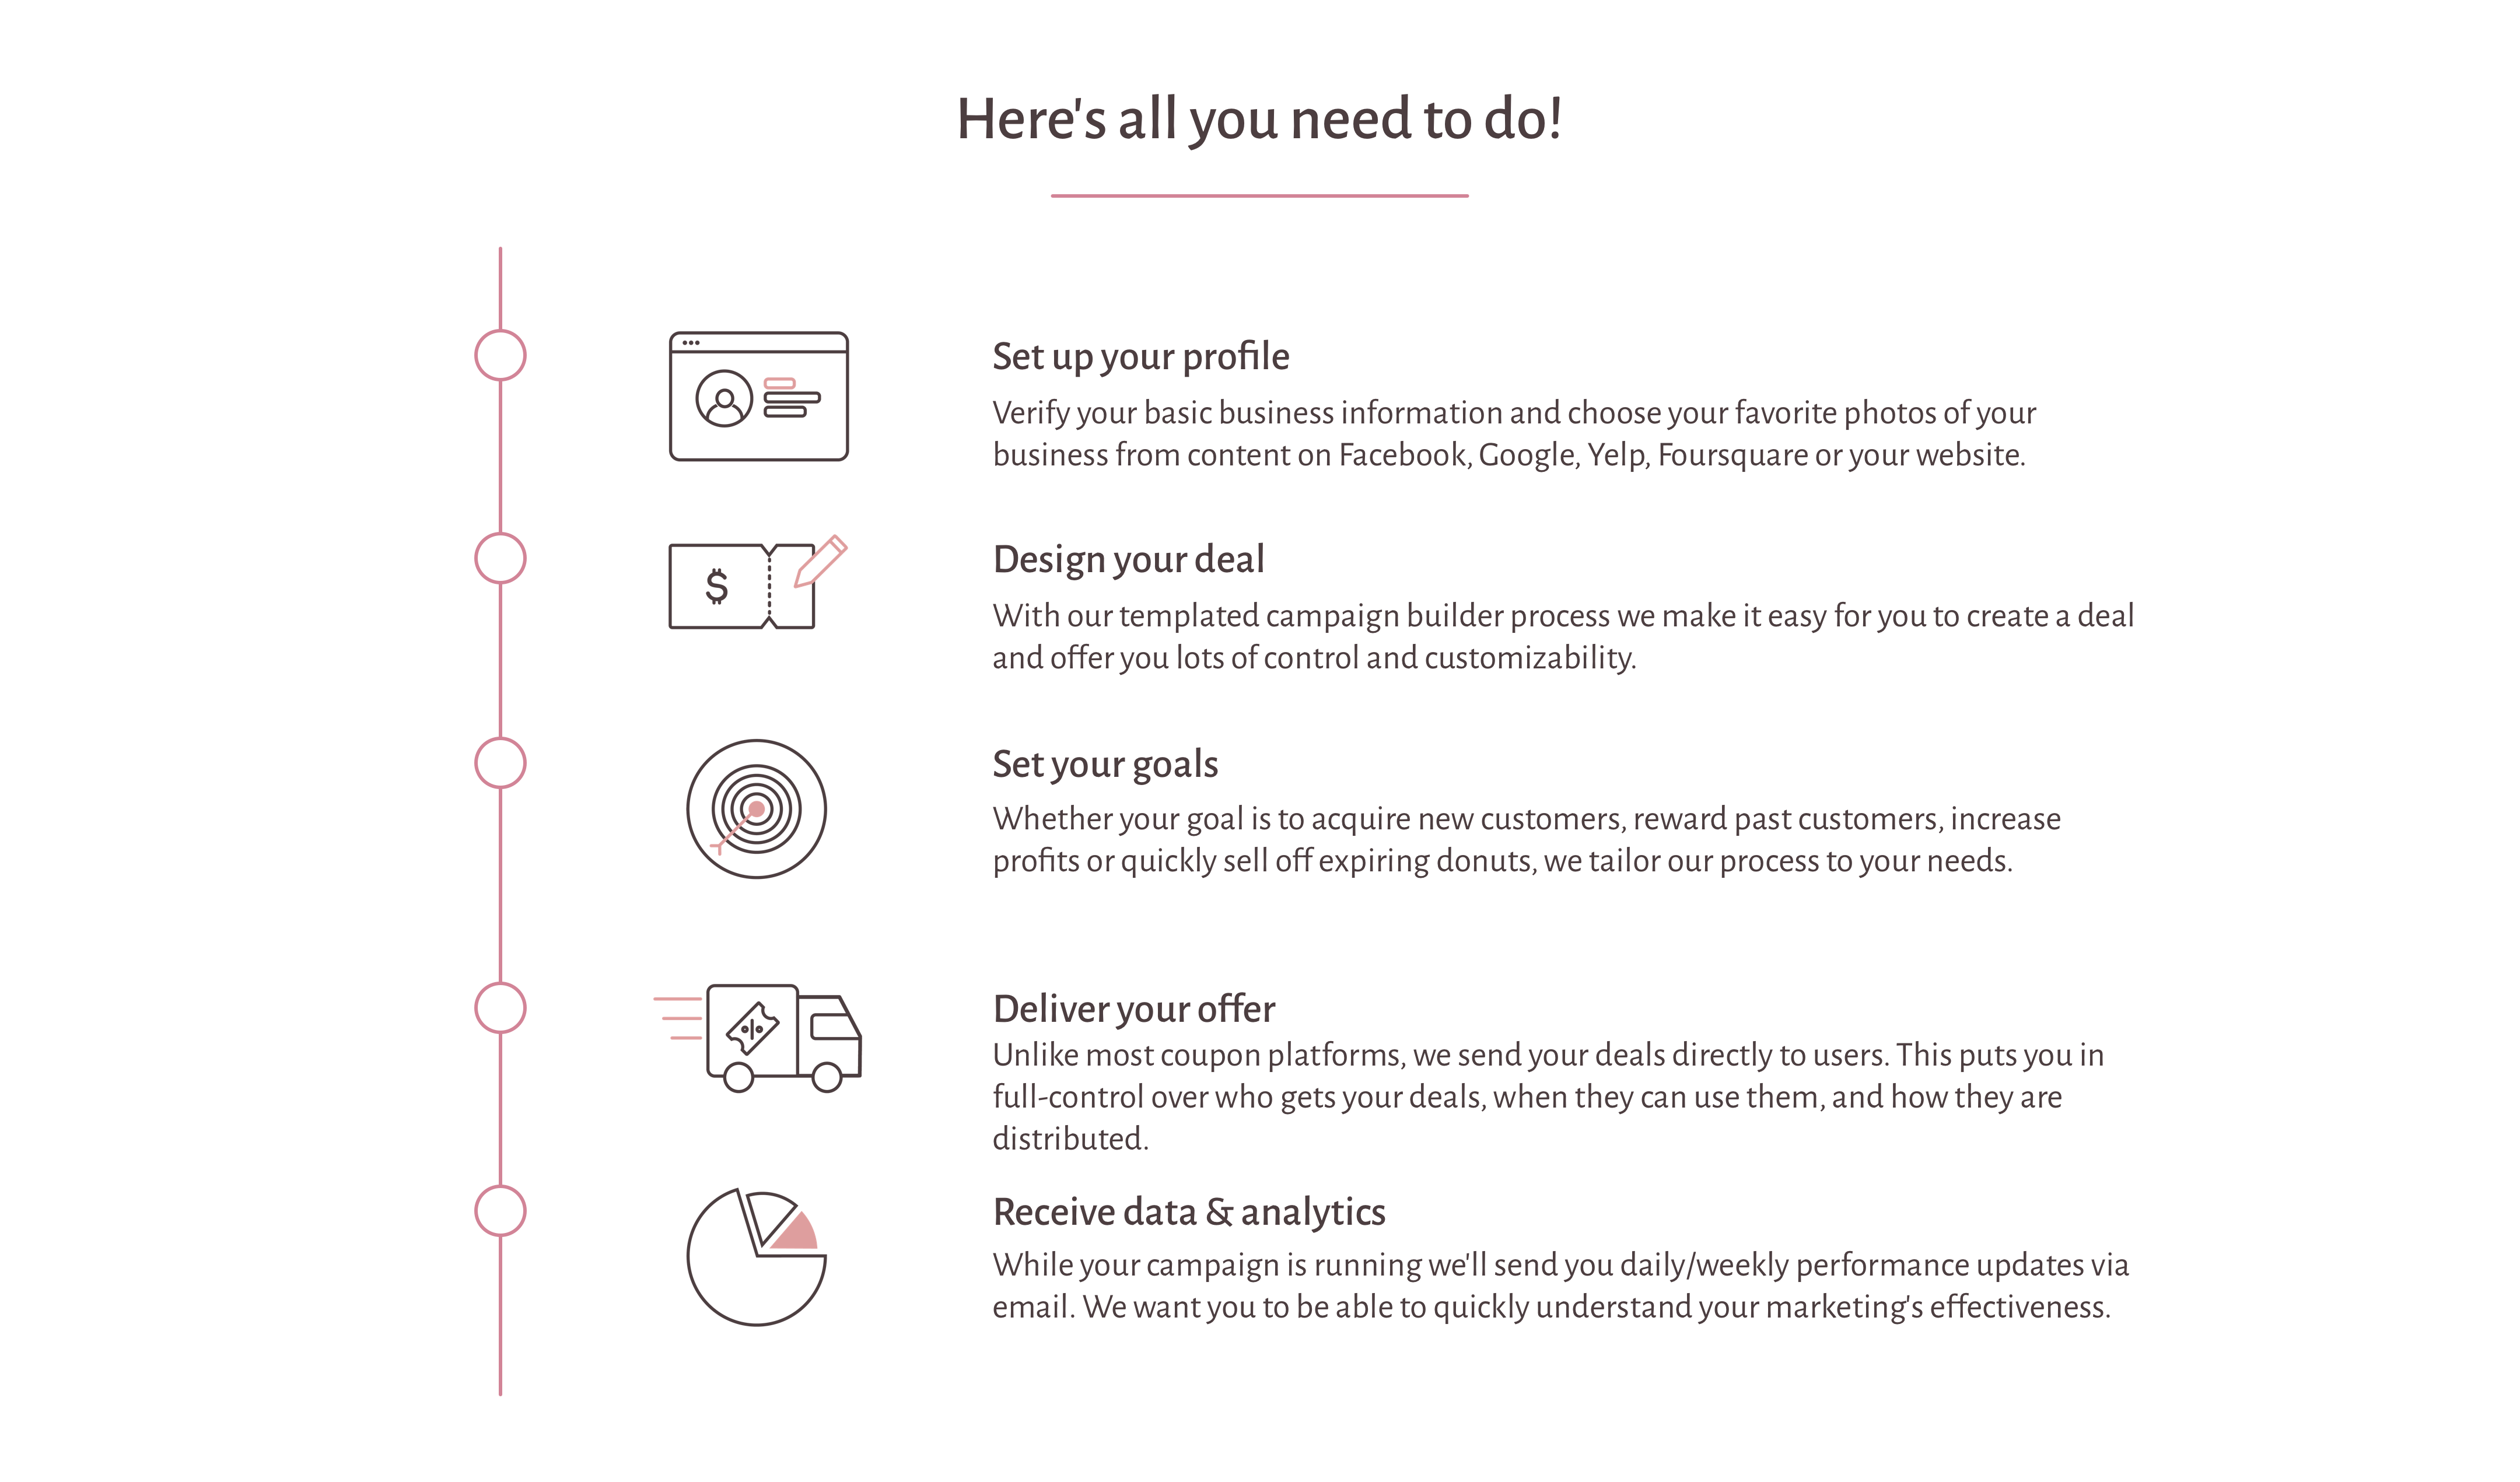 Here's all you need to do!
Set up your profile
Verify your basic business information and choose your favorite photos of your
business from content on Facebook, Google, Yelp, Foursquare or your website.
$
Design your deal
With our templated campaign builder process we make it easy for you to create a deal
and offer you lots of control and customizability.
Set your goals
Whether your goal is to acquire new customers, reward past customers, increase
profits or quickly sell off expiring donuts, we tailor our process to your needs.
Deliver your offer
Unlike most coupon platforms, we send your deals directly to users. This puts you in
full-control over who gets your deals, when they can use them, and how they are
distributed.
Receive data & analytics
While your campaign is running we'll send you daily/weekly performance updates via
email. We want you to be able to quickly understand your marketing's effectiveness.